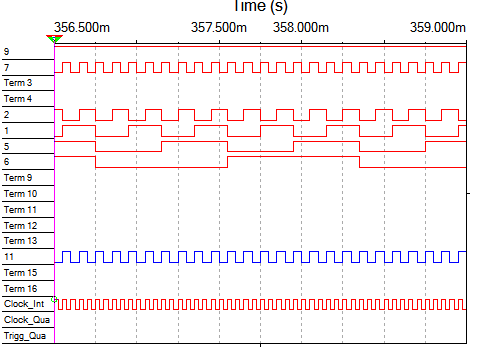 Time (s)
356.500m 357.500m 358.000m 359.000m
9
7
Term 3
Term 4
2
1
5
6
Term 9
Term 10
Term 11
Term 12
Term 13
11
Term 15
Term 16
Clock_Int
Clock_Qua
Trigg_Qua